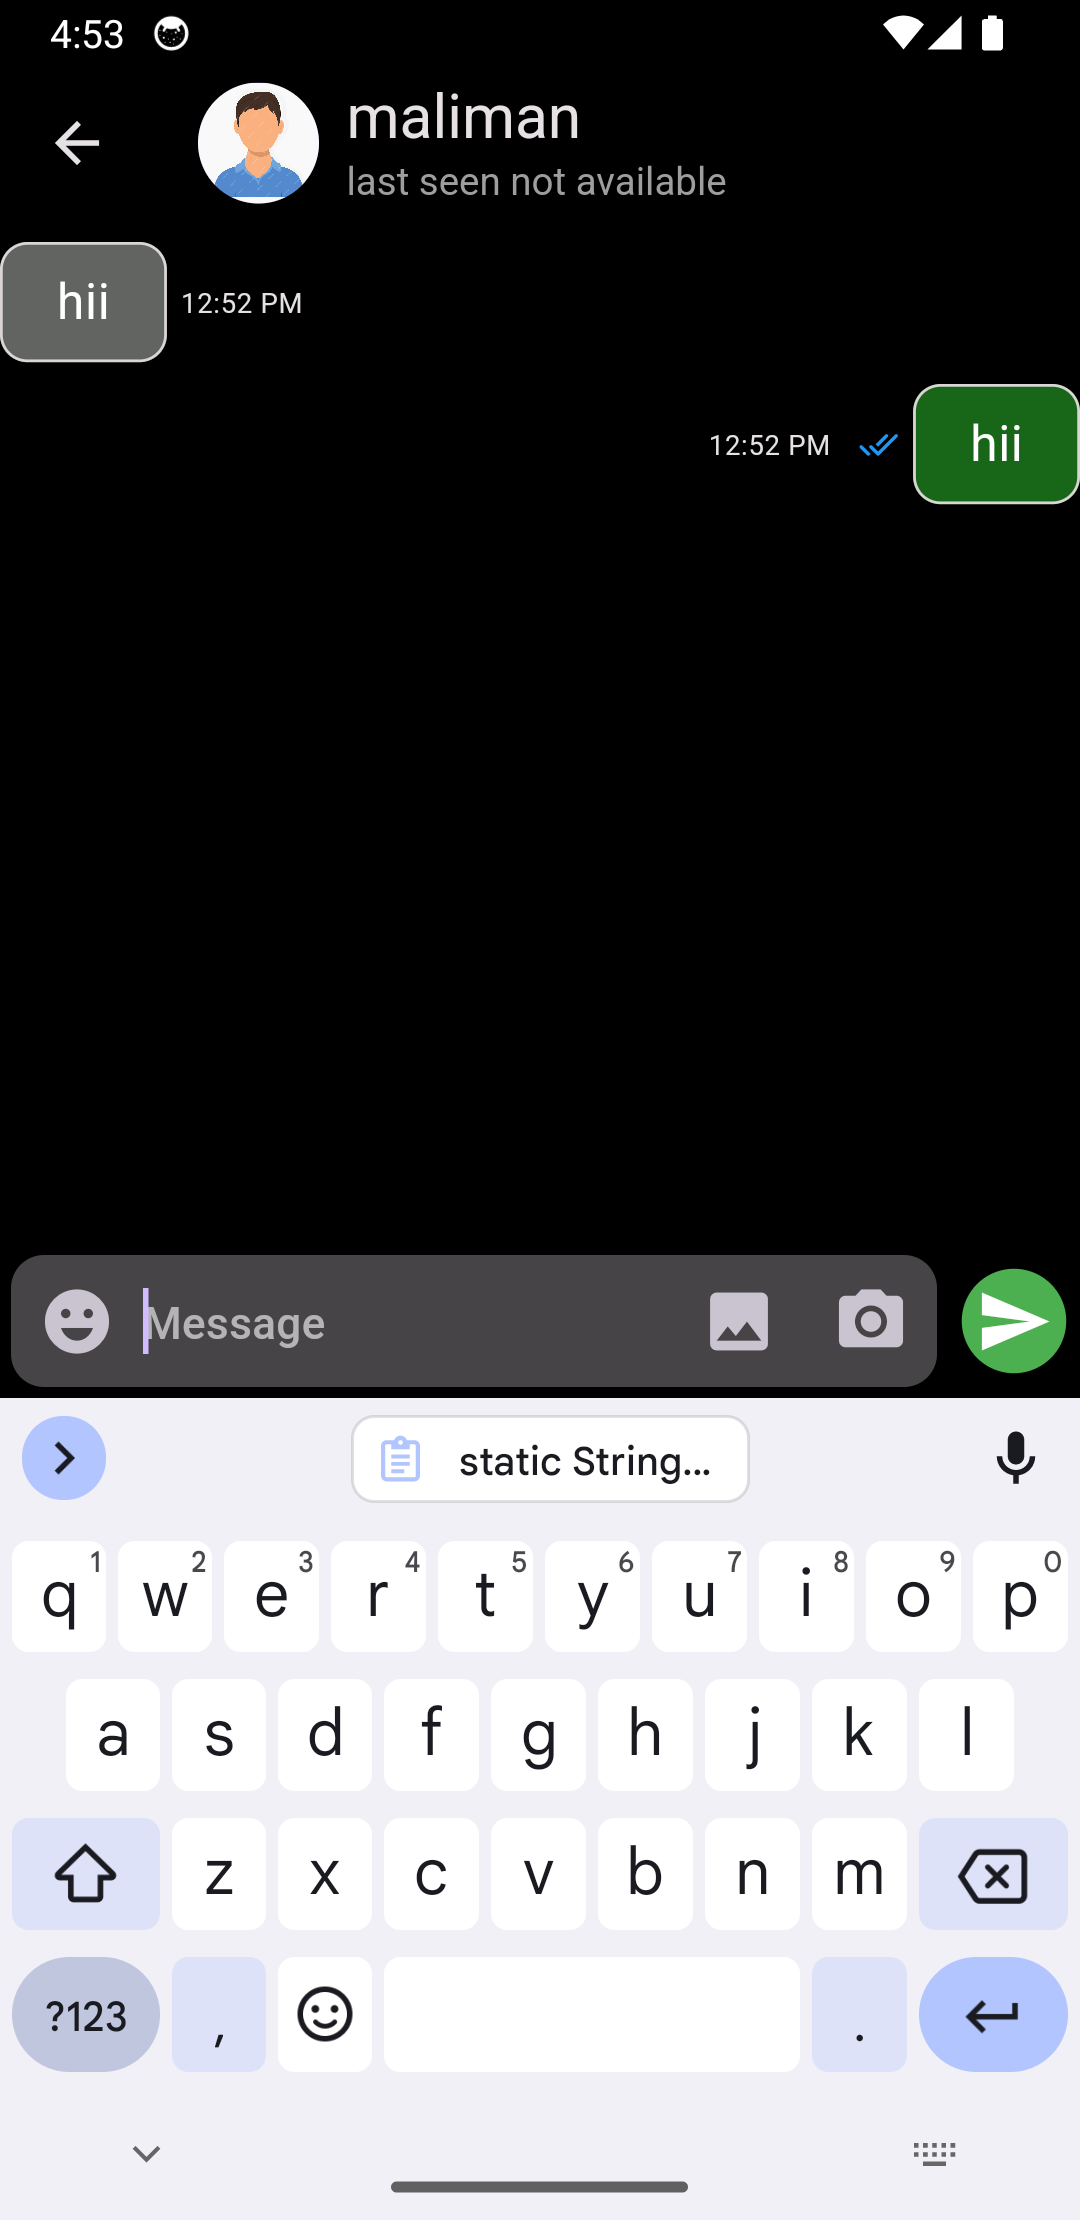 4:53
maliman
last seen not available
hii 12:52 PM
12:52 PM hii
Message
static String...
q 1 w 2 e 3 r 4 t 5 y 6 u 7 i 8 o 9 p 0
a s d f g h j k l
z x c v b n m
?123 , .